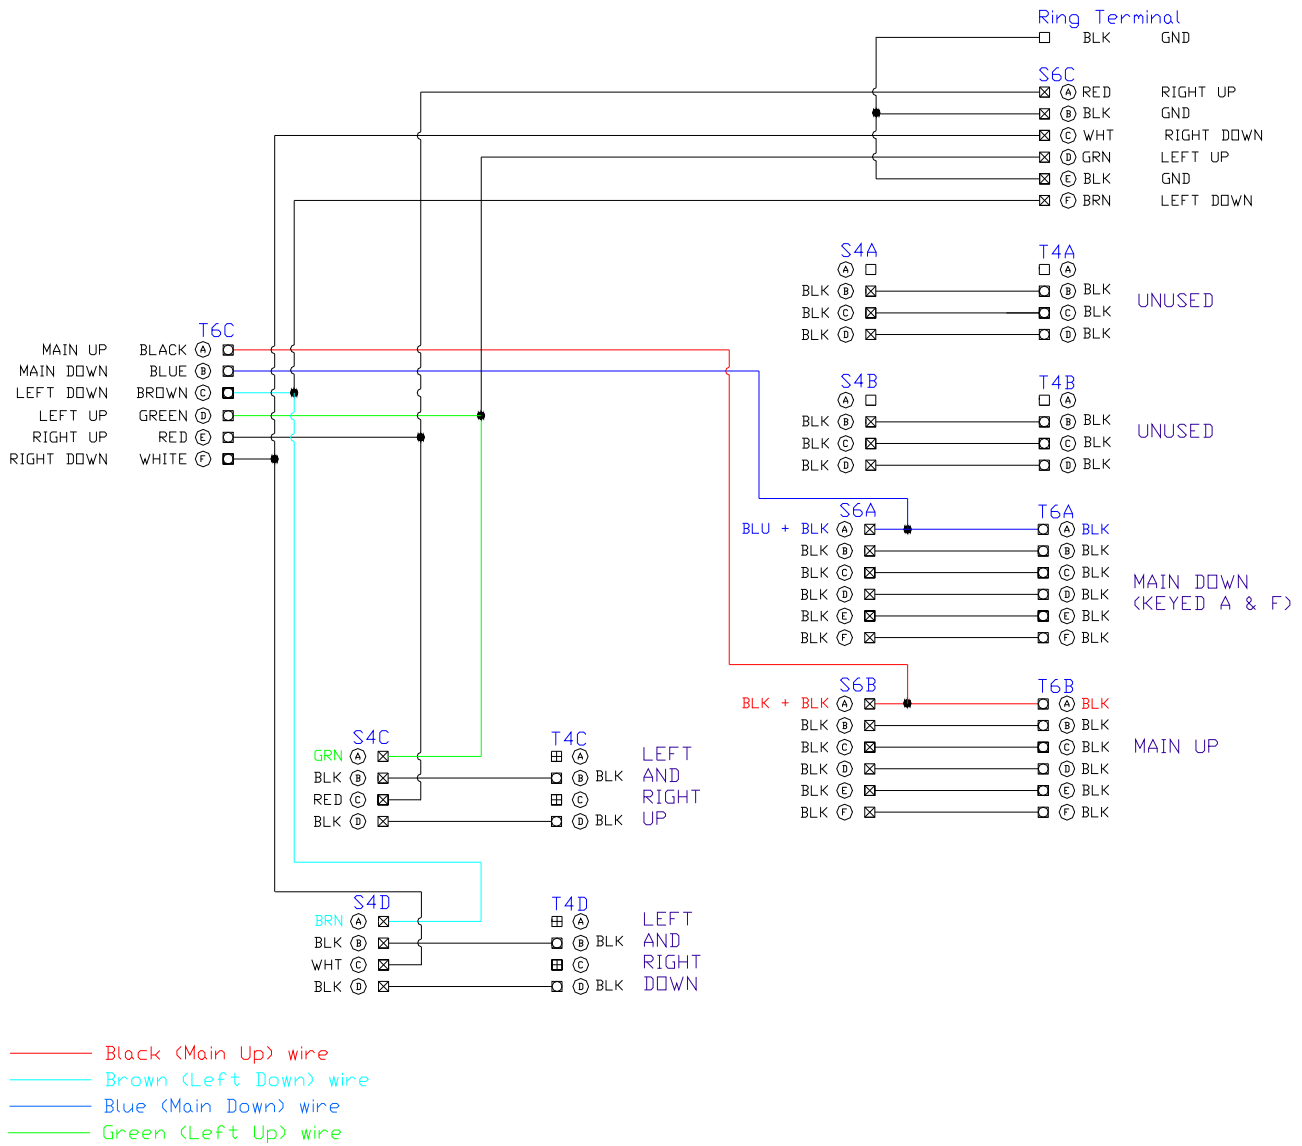 Ring Terminal
BLK GND
S6C
A RED RIGHT UP
B BLK GND
C WHT RIGHT DOWN
D GRN LEFT UP
E BLK GND
F BRN LEFT DOWN
S4A T4A
A A
BLK B B BLK
BLK C C BLK
BLK D D BLK
UNUSED
T6C
MAIN UP BLACK A
MAIN DOWN BLUE B
LEFT DOWN BROWN C
LEFT UP GREEN D
RIGHT UP RED E
RIGHT DOWN WHITE F
S4B T4B
A A
BLK B B BLK
BLK C C BLK
BLK D D BLK
UNUSED
S6A T6A
BLU + BLK A A BLK
BLK B B BLK
BLK C C BLK
BLK D D BLK
BLK E E BLK
BLK F F BLK
MAIN DOWN
(KEYED A & F)
S6B T6B
BLK + BLK A A BLK
BLK B B BLK
BLK C C BLK
BLK D D BLK
BLK E E BLK
BLK F F BLK
MAIN UP
S4C T4C
GRN A A
BLK B B BLK
RED C C
BLK D D BLK
LEFT
AND
RIGHT
UP
S4D T4D
BRN A A
BLK B B BLK
WHT C C
BLK D D BLK
LEFT
AND
RIGHT
DOWN
Black (Main Up) wire
Brown (Left Down) wire
Blue (Main Down) wire
Green (Left Up) wire